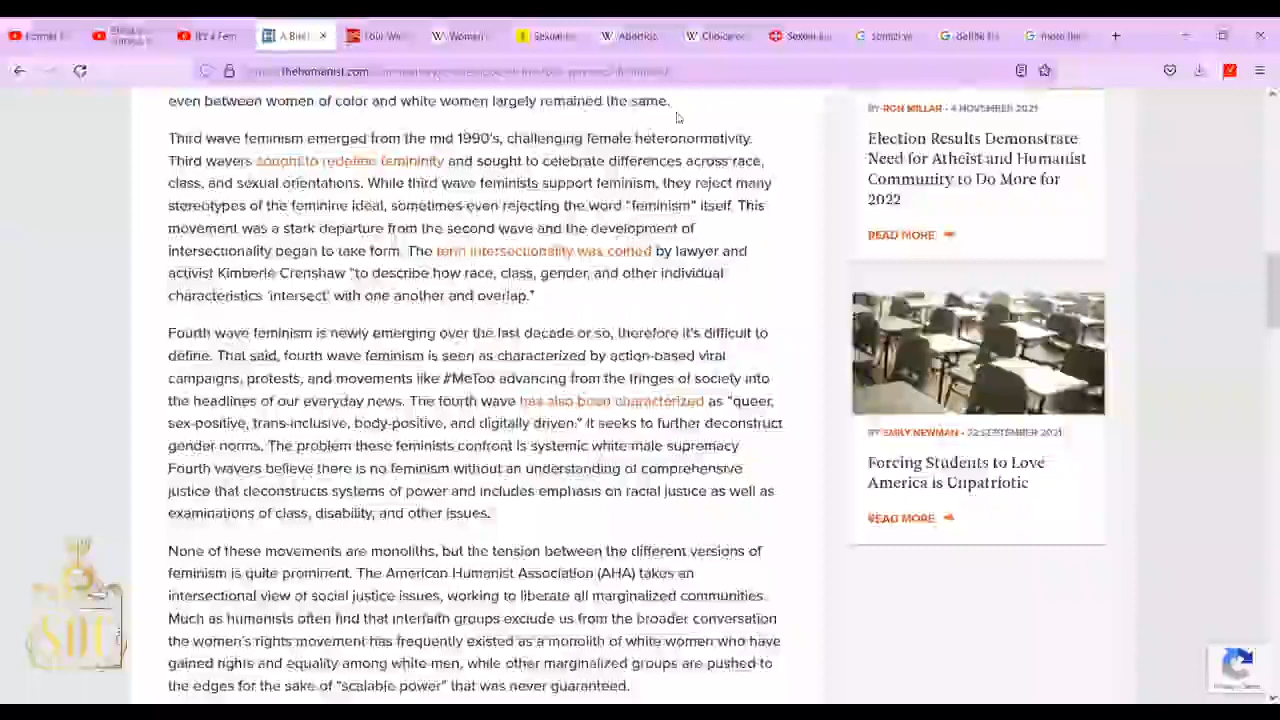 A Brie
Women
Sexual
Abortion
define
thehumanist.com
even between women of color and white women largely remained the same.
Third wave feminism emerged from the mid 1990's, challenging female heteronormativity.
Third wavers sought to redefine femininity and sought to celebrate differences across race,
class, and sexual orientations. While third wave feminists support feminism, they reject many
stereotypes of the feminine ideal, sometimes even rejecting the word "feminism" itself. This
movement was a stark departure from the second wave and the development of
intersectionality began to take form. The term intersectionality was coined by lawyer and
activist Kimberlé Crenshaw "to describe how race, class, gender, and other individual
characteristics 'intersect' with one another and overlap."
Fourth wave feminism is newly emerging over the last decade or so, therefore it's difficult to
define. That said, fourth wave feminism is seen as characterized by action-based viral
campaigns, protests, and movements like #MeToo advancing from the fringes of society into
the headlines of our everyday news. The fourth wave has also been characterized as "queer,
sex-positive, trans-inclusive, body-positive, and digitally driven." It seeks to further deconstruct
gender norms. The problem these feminists confront is systemic white male supremacy
Fourth wavers believe there is no feminism without an understanding of comprehensive
justice that deconstructs systems of power and includes emphasis on racial justice as well as
examinations of class, disability, and other issues.
None of these movements are monoliths, but the tension between the different versions of
feminism is quite prominent. The American Humanist Association (AHA) takes an
intersectional view of social justice issues, working to liberate all marginalized communities.
Much as humanists often find that interfaith groups exclude us from the broader conversation
the women's rights movement has frequently existed as a monolith of white women who have
gained rights and equality among white men, while other marginalized groups are pushed to
the edges for the sake of "scalable power" that was never guaranteed.
BY RON MILLAR • 4 NOVEMBER 2021
Election Results Demonstrate
Need for Atheist and Humanist
Community to Do More for
2022
READ MORE
BY EMILY NEWMAN • 22 SEPTEMBER 2021
Forcing Students to Love
America is Unpatriotic
READ MORE